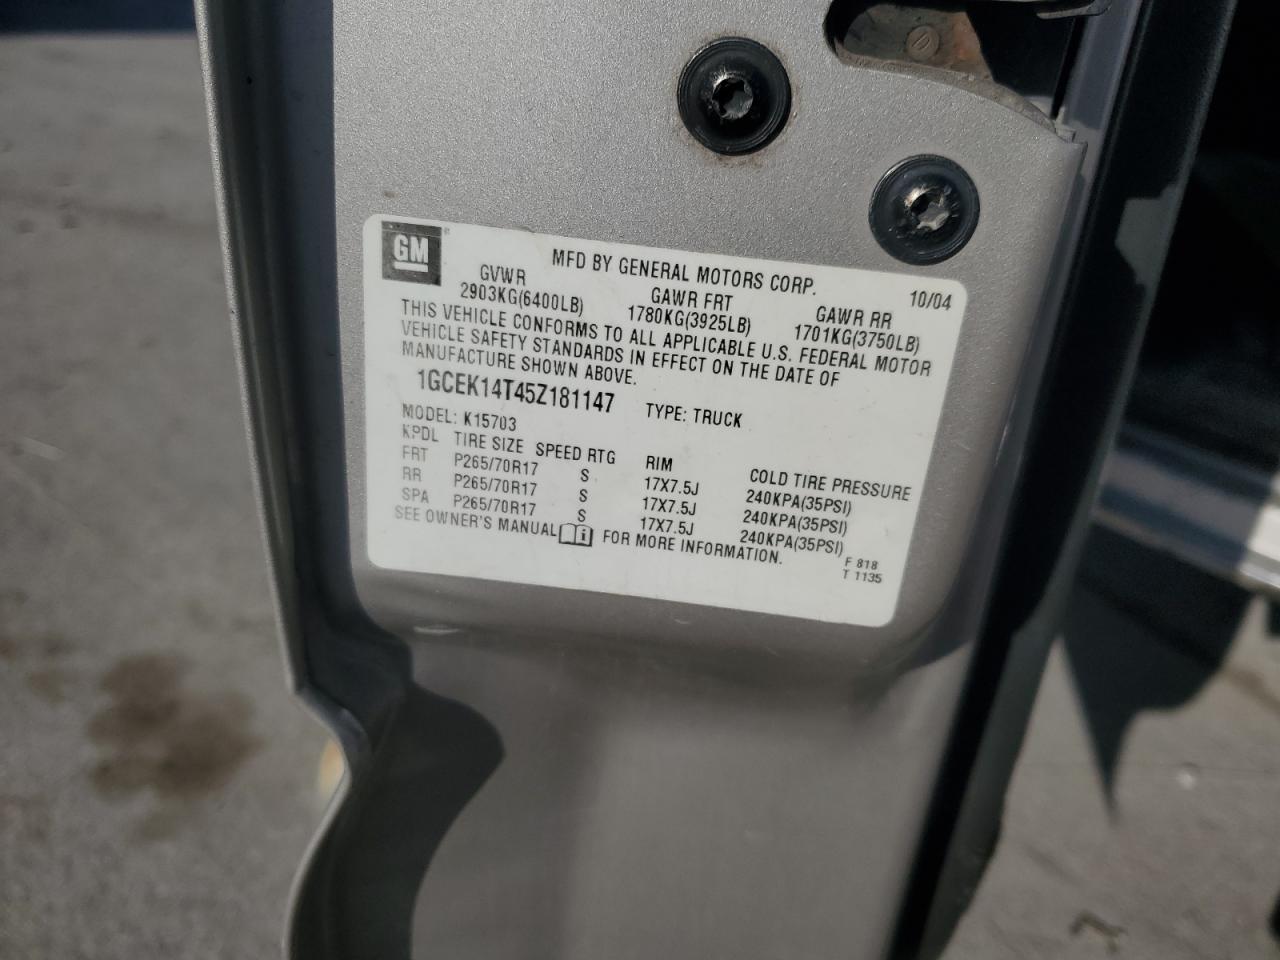 GM
MFD BY GENERAL MOTORS CORP. 10/04
GVWR GAWR FRT GAWR RR
2903KG(6400LB) 1780KG(3925LB) 1701KG(3750LB)
THIS VEHICLE CONFORMS TO ALL APPLICABLE U.S. FEDERAL MOTOR
VEHICLE SAFETY STANDARDS IN EFFECT ON THE DATE OF
MANUFACTURE SHOWN ABOVE.
1GCEK14T45Z181147 TYPE: TRUCK
MODEL: K15703
KPDL TIRE SIZE SPEED RTG RIM COLD TIRE PRESSURE
FRT P265/70R17 S 17X7.5J 240KPA(35PSI)
RR P265/70R17 S 17X7.5J 240KPA(35PSI)
SPA P265/70R17 S 17X7.5J 240KPA(35PSI)
SEE OWNER'S MANUAL i FOR MORE INFORMATION.
F 818
T 1135